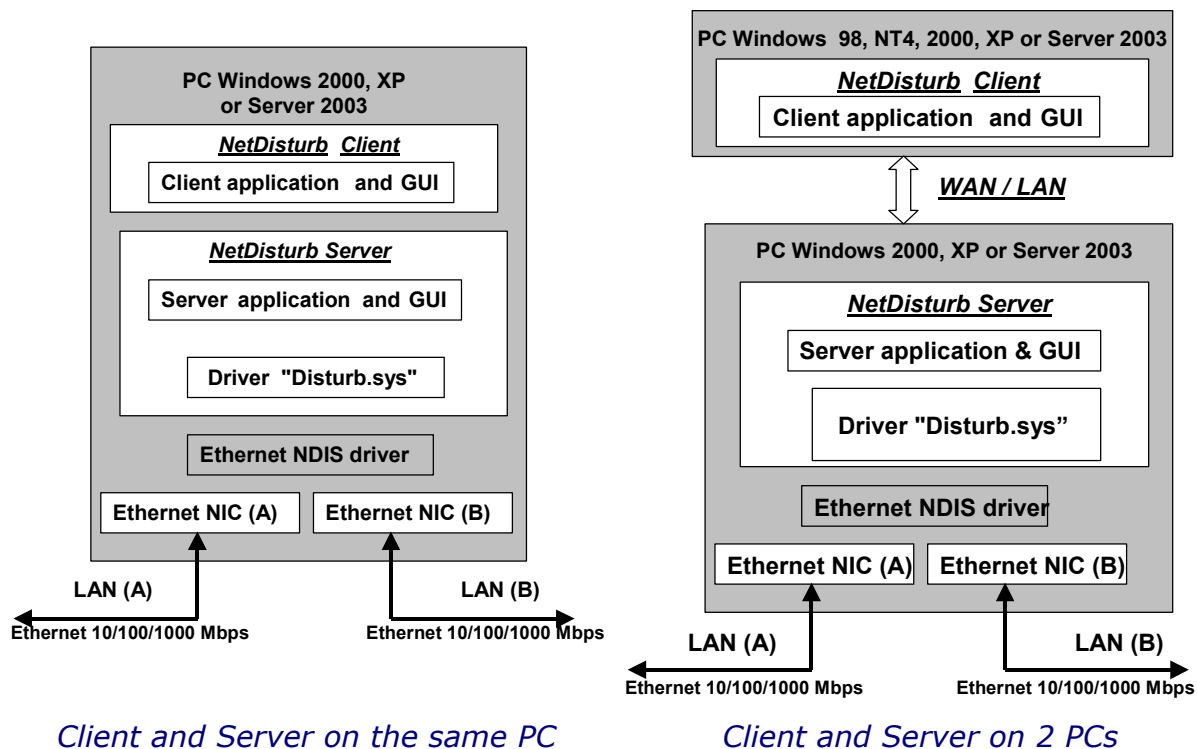 PC Windows 2000, XP
or Server 2003
NetDisturb Client
Client application and GUI
NetDisturb Server
Server application and GUI
Driver "Disturb.sys"
Ethernet NDIS driver
Ethernet NIC (A)
Ethernet NIC (B)
LAN (A)
LAN (B)
Ethernet 10/100/1000 Mbps
Ethernet 10/100/1000 Mbps
Client and Server on the same PC
PC Windows 98, NT4, 2000, XP or Server 2003
NetDisturb Client
Client application and GUI
WAN / LAN
PC Windows 2000, XP or Server 2003
NetDisturb Server
Server application & GUI
Driver "Disturb.sys”
Ethernet NDIS driver
Ethernet NIC (A)
Ethernet NIC (B)
LAN (A)
LAN (B)
Ethernet 10/100/1000 Mbps
Ethernet 10/100/1000 Mbps
Client and Server on 2 PCs